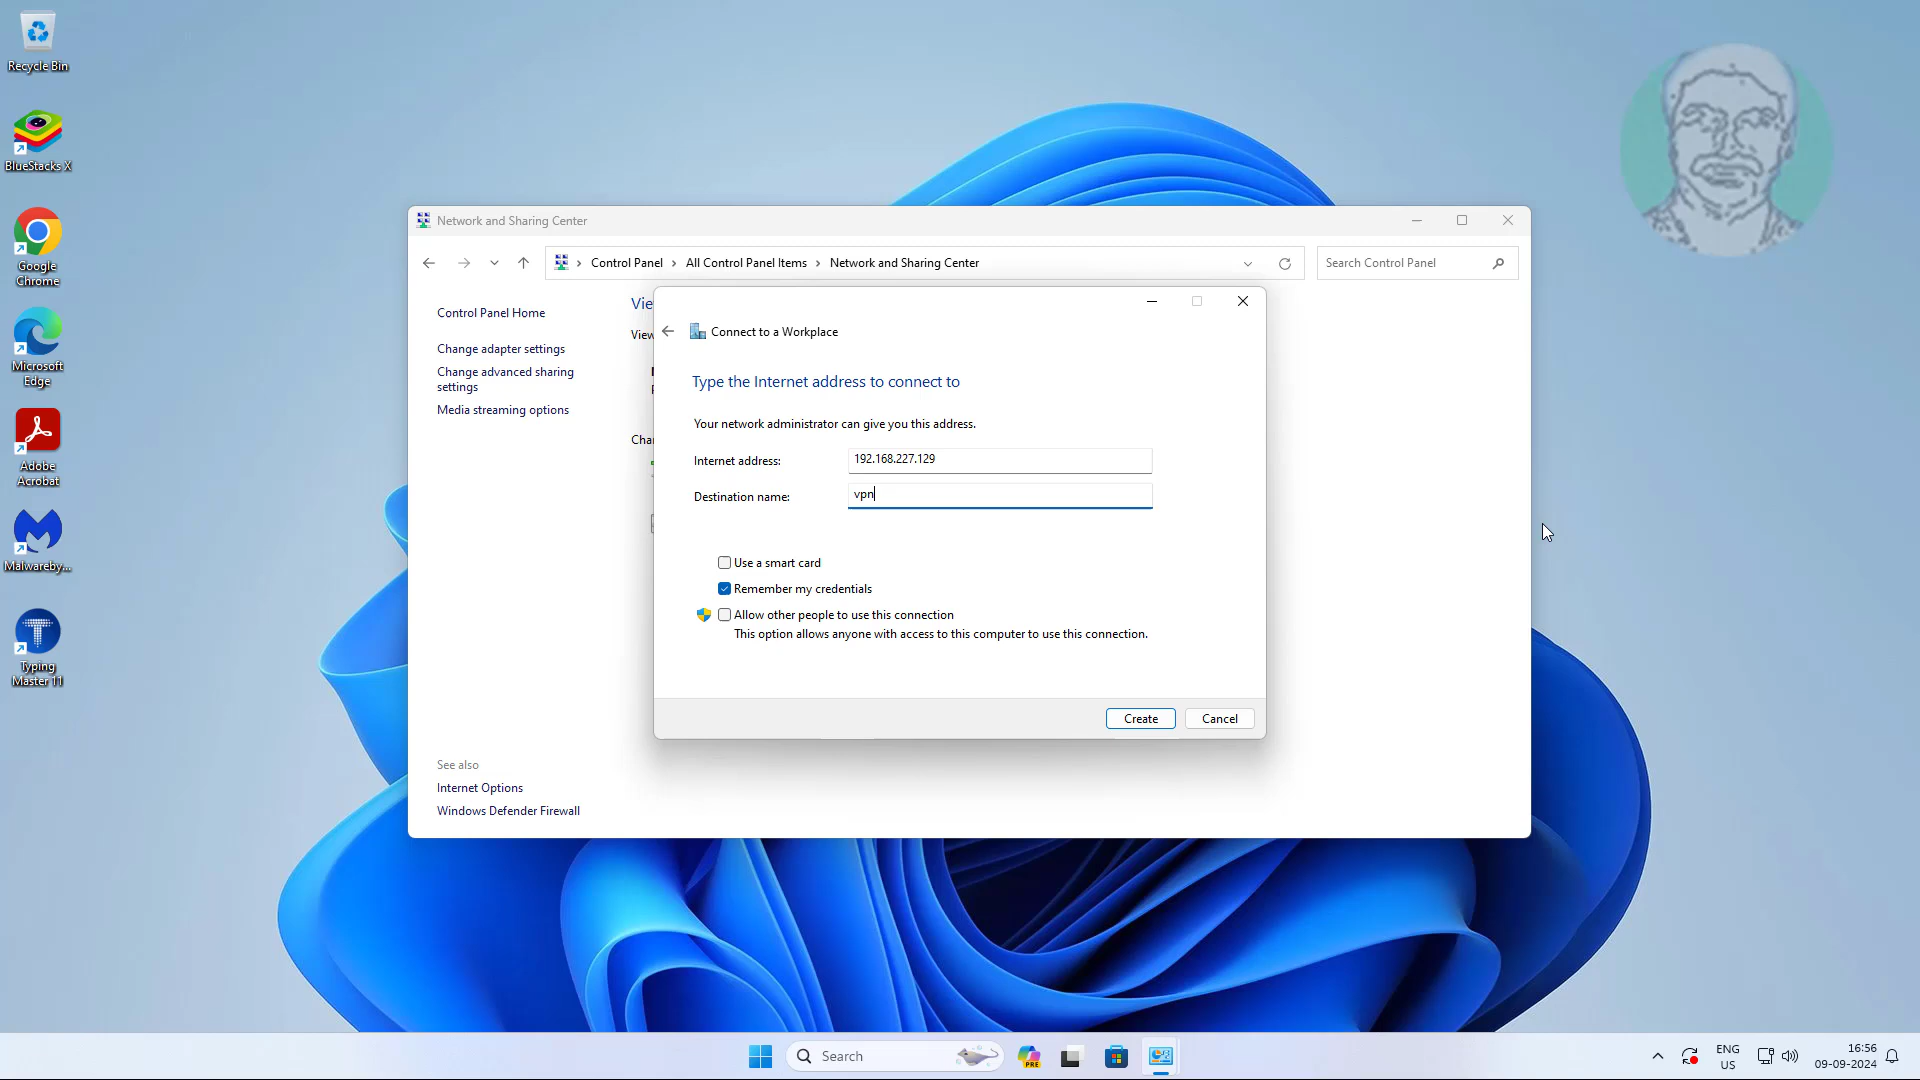 Recycle Bin
BlueStacks X
Google
Chrome
Microsoft
Edge
Adobe
Acrobat
Malwareby...
Typing
Master 11
Network and Sharing Center
Control Panel
All Control Panel Items
Network and Sharing Center
Search Control Panel
Control Panel Home
Change adapter settings
Change advanced sharing
settings
Media streaming options
See also
Internet Options
Windows Defender Firewall
Vie
View
Cha
Connect to a Workplace
Type the Internet address to connect to
Your network administrator can give you this address.
Internet address:
192.168.227.129
Destination name:
vpn
Use a smart card
Remember my credentials
Allow other people to use this connection
This option allows anyone with access to this computer to use this connection.
Create
Cancel
Search
PRE
ENG
US
16:56
09-09-2024